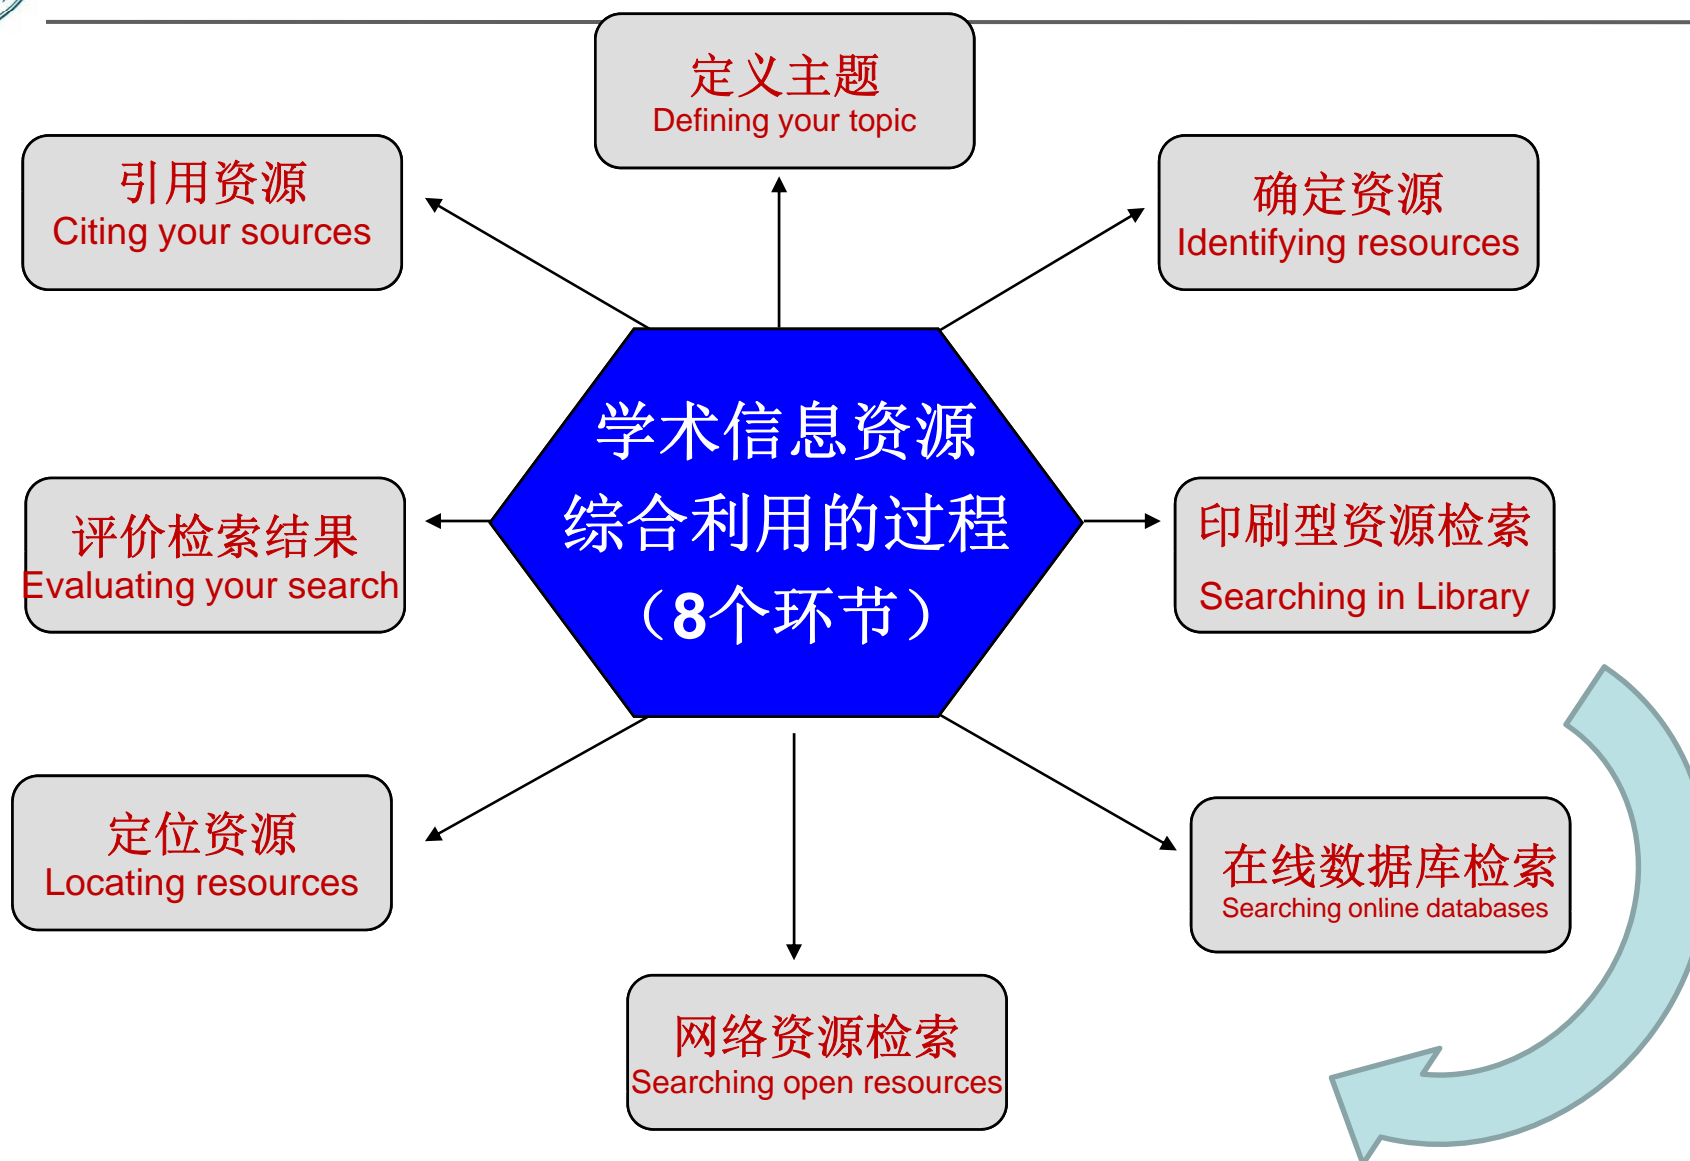 定义主题
Defining your topic
引用资源
Citing your sources
确定资源
Identifying resources
学术信息资源
综合利用的过程
（8个环节）
评价检索结果
Evaluating your search
印刷型资源检索
Searching in Library
定位资源
Locating resources
在线数据库检索
Searching online databases
网络资源检索
Searching open resources